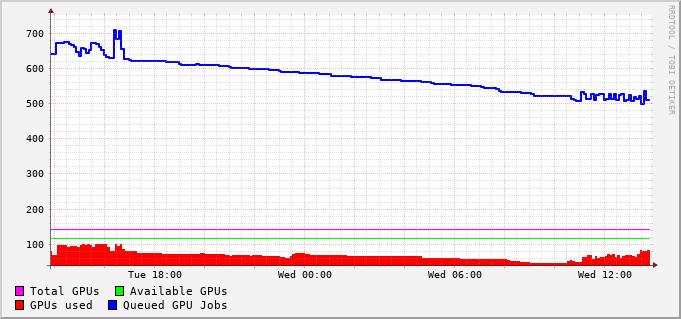 700
600
500
400
300
200
100
Tue 18:00 Wed 00:00 Wed 06:00 Wed 12:00
Total GPUs Available GPUs
GPUs used Queued GPU Jobs
RRDTOOL / TOBI OETIKER